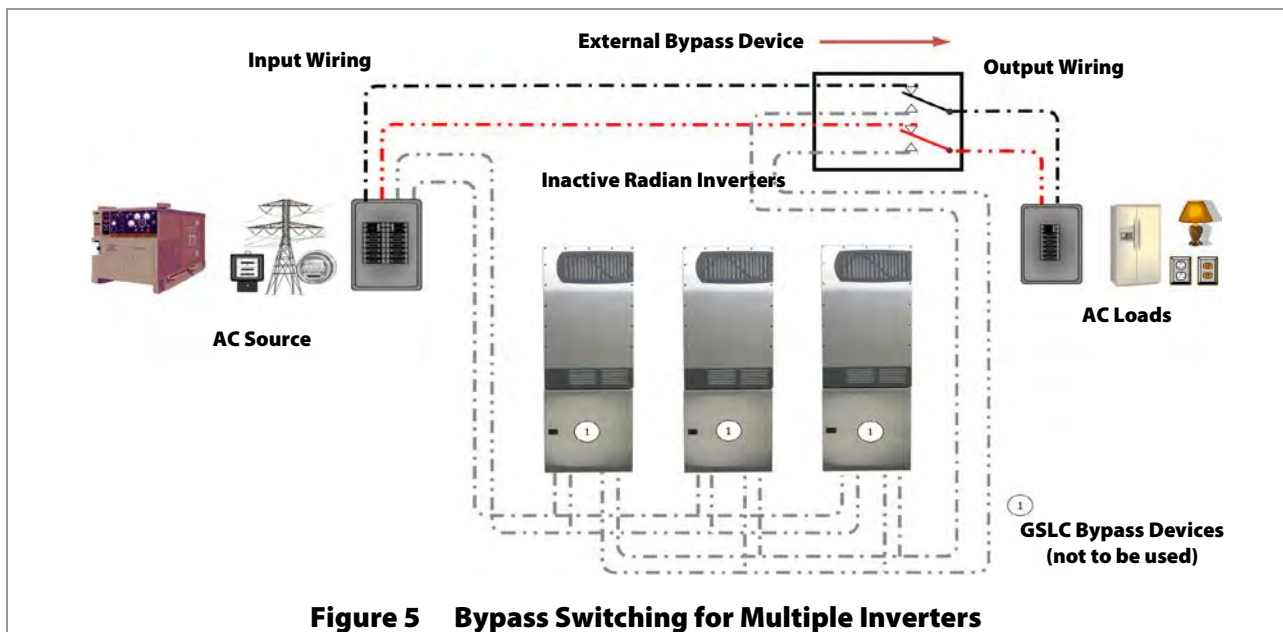 External Bypass Device
Input Wiring
Output Wiring
Inactive Radian Inverters
AC Source
AC Loads
1
1
1
1
GSLC Bypass Devices
(not to be used)
Figure 5 Bypass Switching for Multiple Inverters